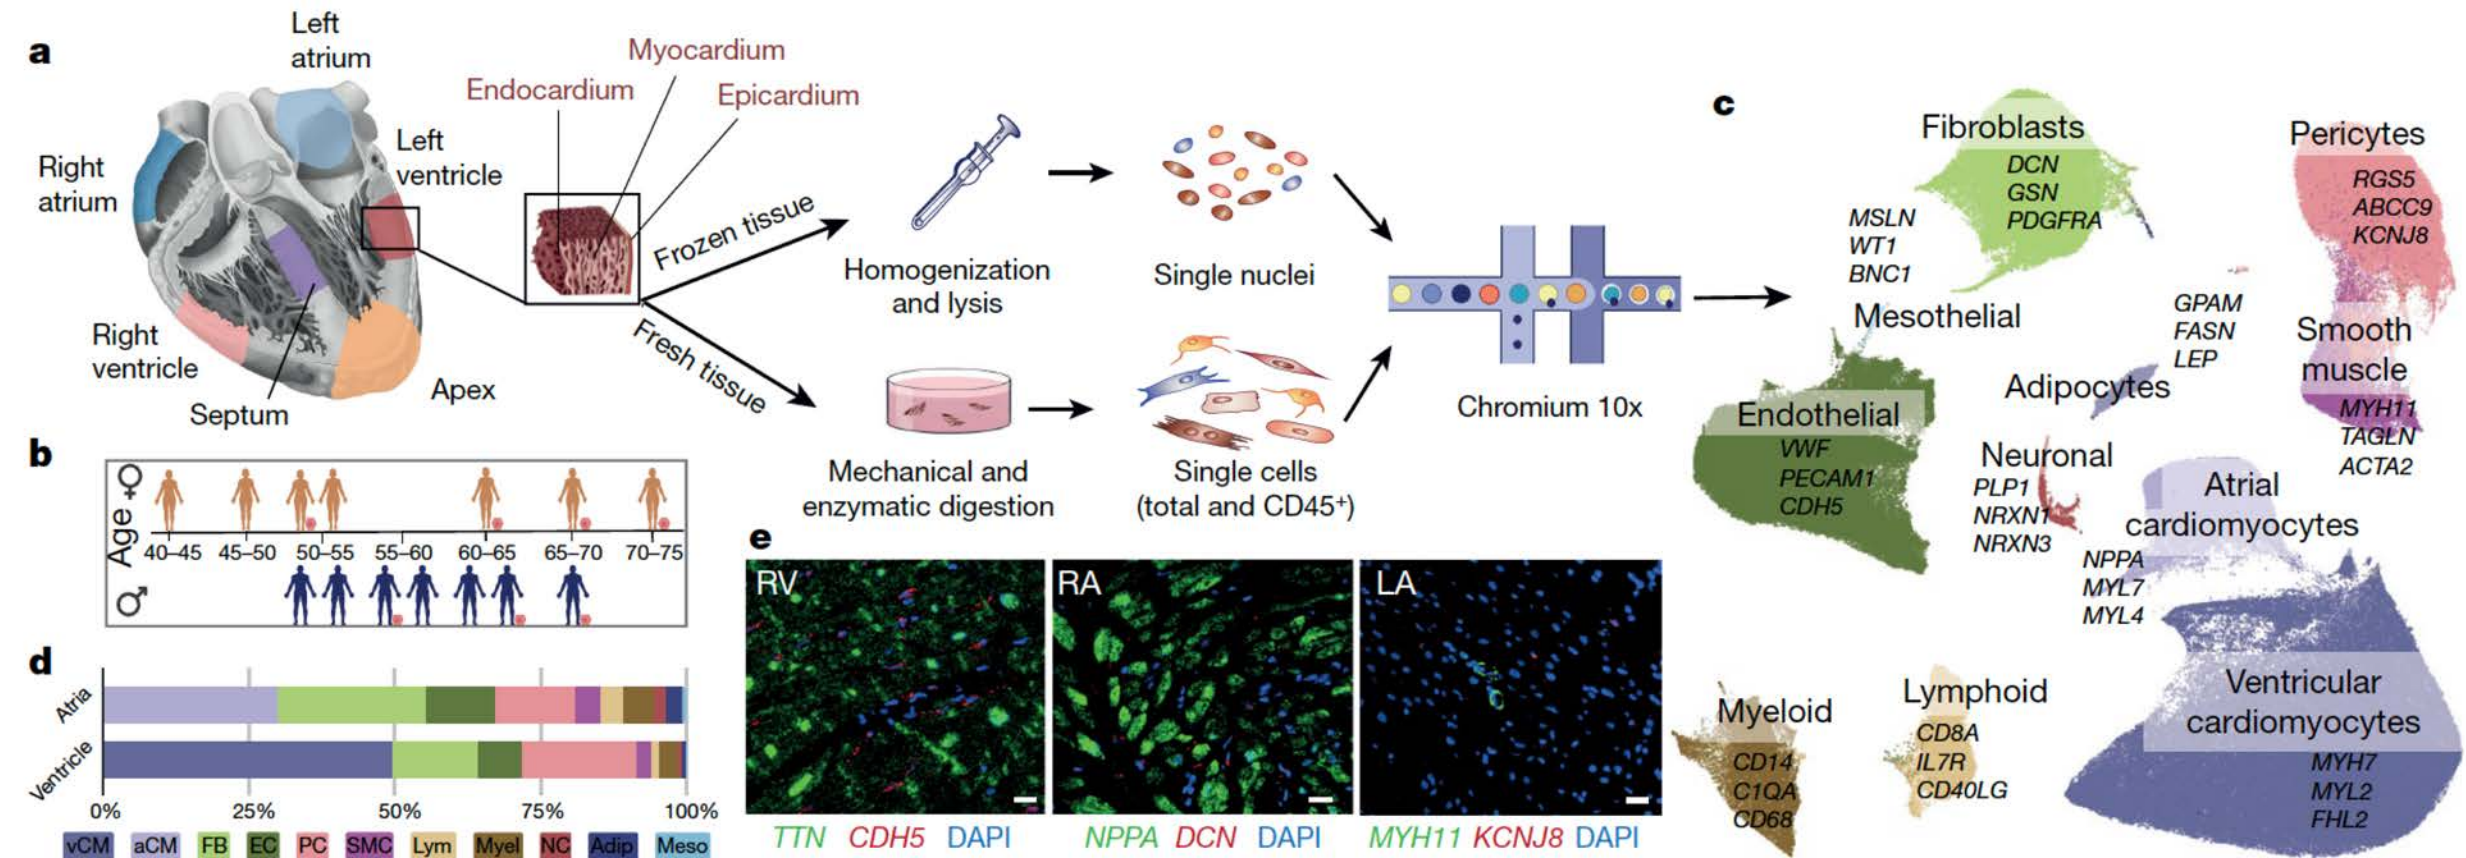 a
Left
atrium
Right
atrium
Left
ventricle
Right
ventricle
Septum
Apex
Endocardium
Myocardium
Epicardium
Frozen tissue
Fresh tissue
Homogenization
and lysis
Single nuclei
Mechanical and
enzymatic digestion
Single cells
(total and CD45⁺)
Chromium 10x
b
Age
♀
40–45 45–50 50–55 55–60 60–65 65–70 70–75
♂
c
Fibroblasts
DCN
GSN
PDGFRA
Pericytes
RGS5
ABCC9
KCNJ8
MSLN
WT1
BNC1
Mesothelial
GPAM
FASN
LEP
Adipocytes
Smooth
muscle
MYH11
TAGLN
ACTA2
Endothelial
VWF
PECAM1
CDH5
Neuronal
PLP1
NRXN1
NRXN3
Atrial
cardiomyocytes
NPPA
MYL7
MYL4
Myeloid
CD14
C1QA
CD68
Lymphoid
CD8A
IL7R
CD40LG
Ventricular
cardiomyocytes
MYH7
MYL2
FHL2
d
Atria
Ventricle
0% 25% 50% 75% 100%
vCM aCM FB EC PC SMC Lym Myel NC Adip Meso
e
RV
RA
LA
TTN CDH5 DAPI
NPPA DCN DAPI
MYH11 KCNJ8 DAPI